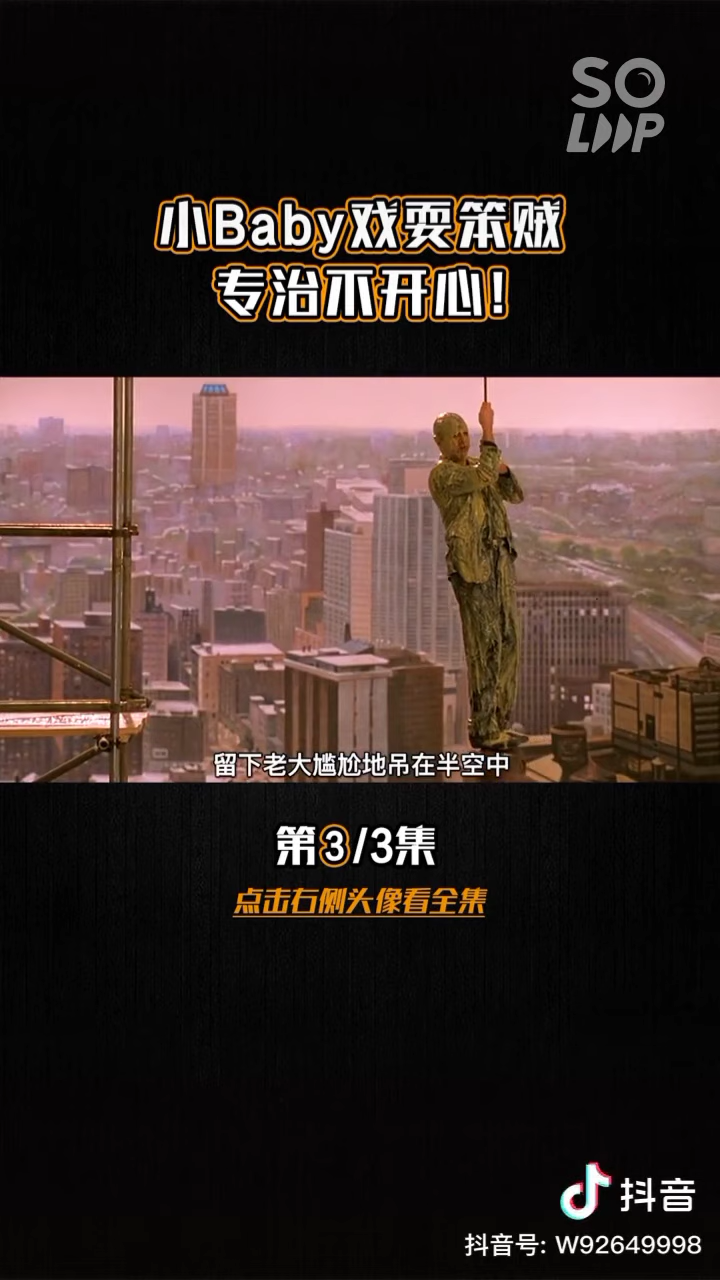 SO
LOOP
小Baby戏耍笨贼
专治不开心!
留下老大尴尬地吊在半空中
第3/3集
点击右侧头像看全集
抖音
抖音号: W92649998